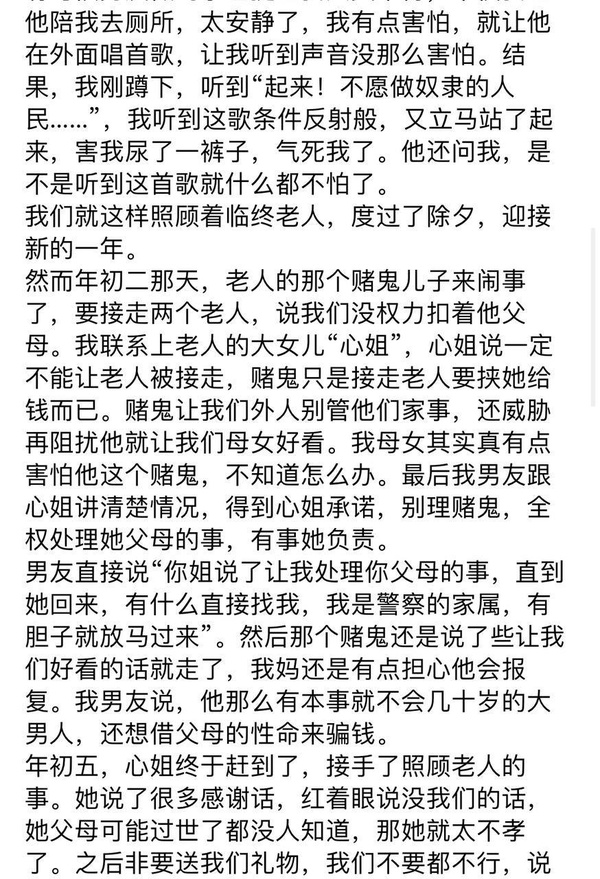 他陪我去厕所，太安静了，我有点害怕，就让他
在外面唱首歌，让我听到声音没那么害怕。结
果，我刚蹲下，听到“起来！不愿做奴隶的人
民……”，我听到这歌条件反射般，又立马站了起
来，害我尿了一裤子，气死我了。他还问我，是
不是听到这首歌就什么都不怕了。
我们就这样照顾着临终老人，度过了除夕，迎接
新的一年。
然而年初二那天，老人的那个赌鬼儿子来闹事
了，要接走两个老人，说我们没权力扣着他父
母。我联系上老人的大女儿“心姐”，心姐说一定
不能让老人被接走，赌鬼只是接走老人要挟她给
钱而已。赌鬼让我们外人别管他们家事，还威胁
再阻扰他就让我们母女好看。我母女其实真有点
害怕他这个赌鬼，不知道怎么办。最后我男友跟
心姐讲清楚情况，得到心姐承诺，别理赌鬼，全
权处理她父母的事，有事她负责。
男友直接说“你姐说了让我处理你父母的事，直到
她回来，有什么直接找我，我是警察的家属，有
胆子就放马过来”。然后那个赌鬼还是说了些让我
们好看的话就走了，我妈还是有点担心他会报
复。我男友说，他那么有本事就不会几十岁的大
男人，还想借父母的性命来骗钱。
年初五，心姐终于赶到了，接手了照顾老人的
事。她说了很多感谢话，红着眼说没我们的话，
她父母可能过世了都没人知道，那她就太不孝
了。之后非要送我们礼物，我们不要都不行，说